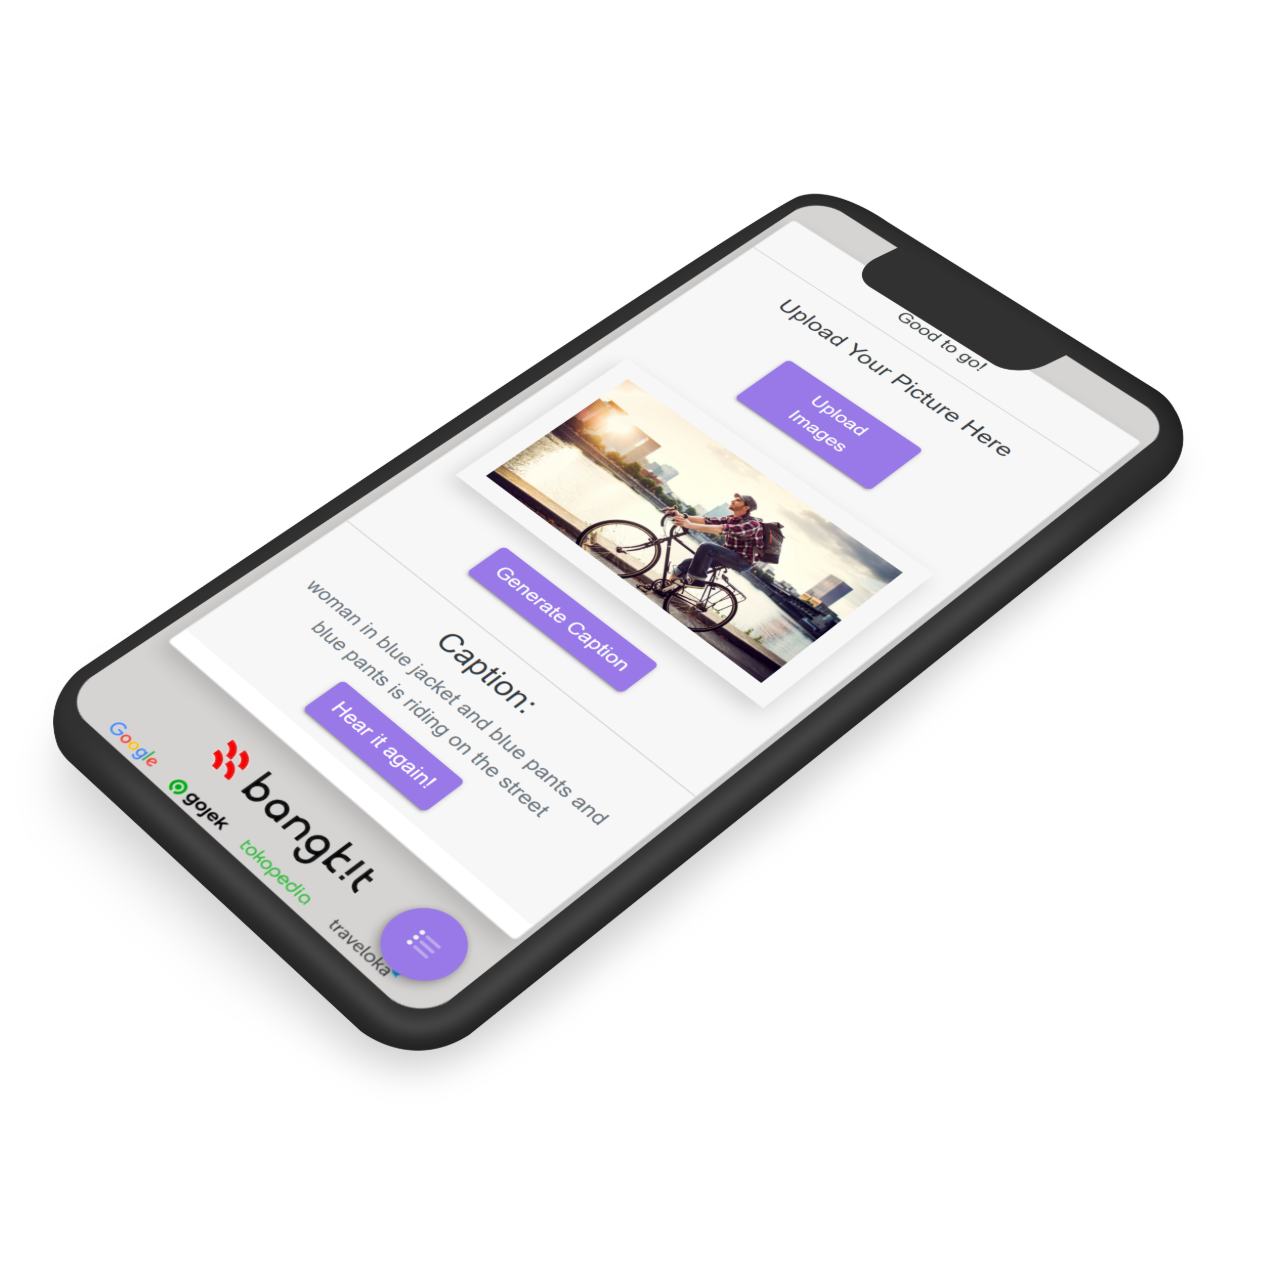 Good to go!
Upload Your Picture Here
Upload
Images
Generate Caption
Caption:
woman in blue jacket and blue pants and
blue pants is riding on the street
Hear it again!
bangk!t
Google
gojek
tokopedia
traveloka